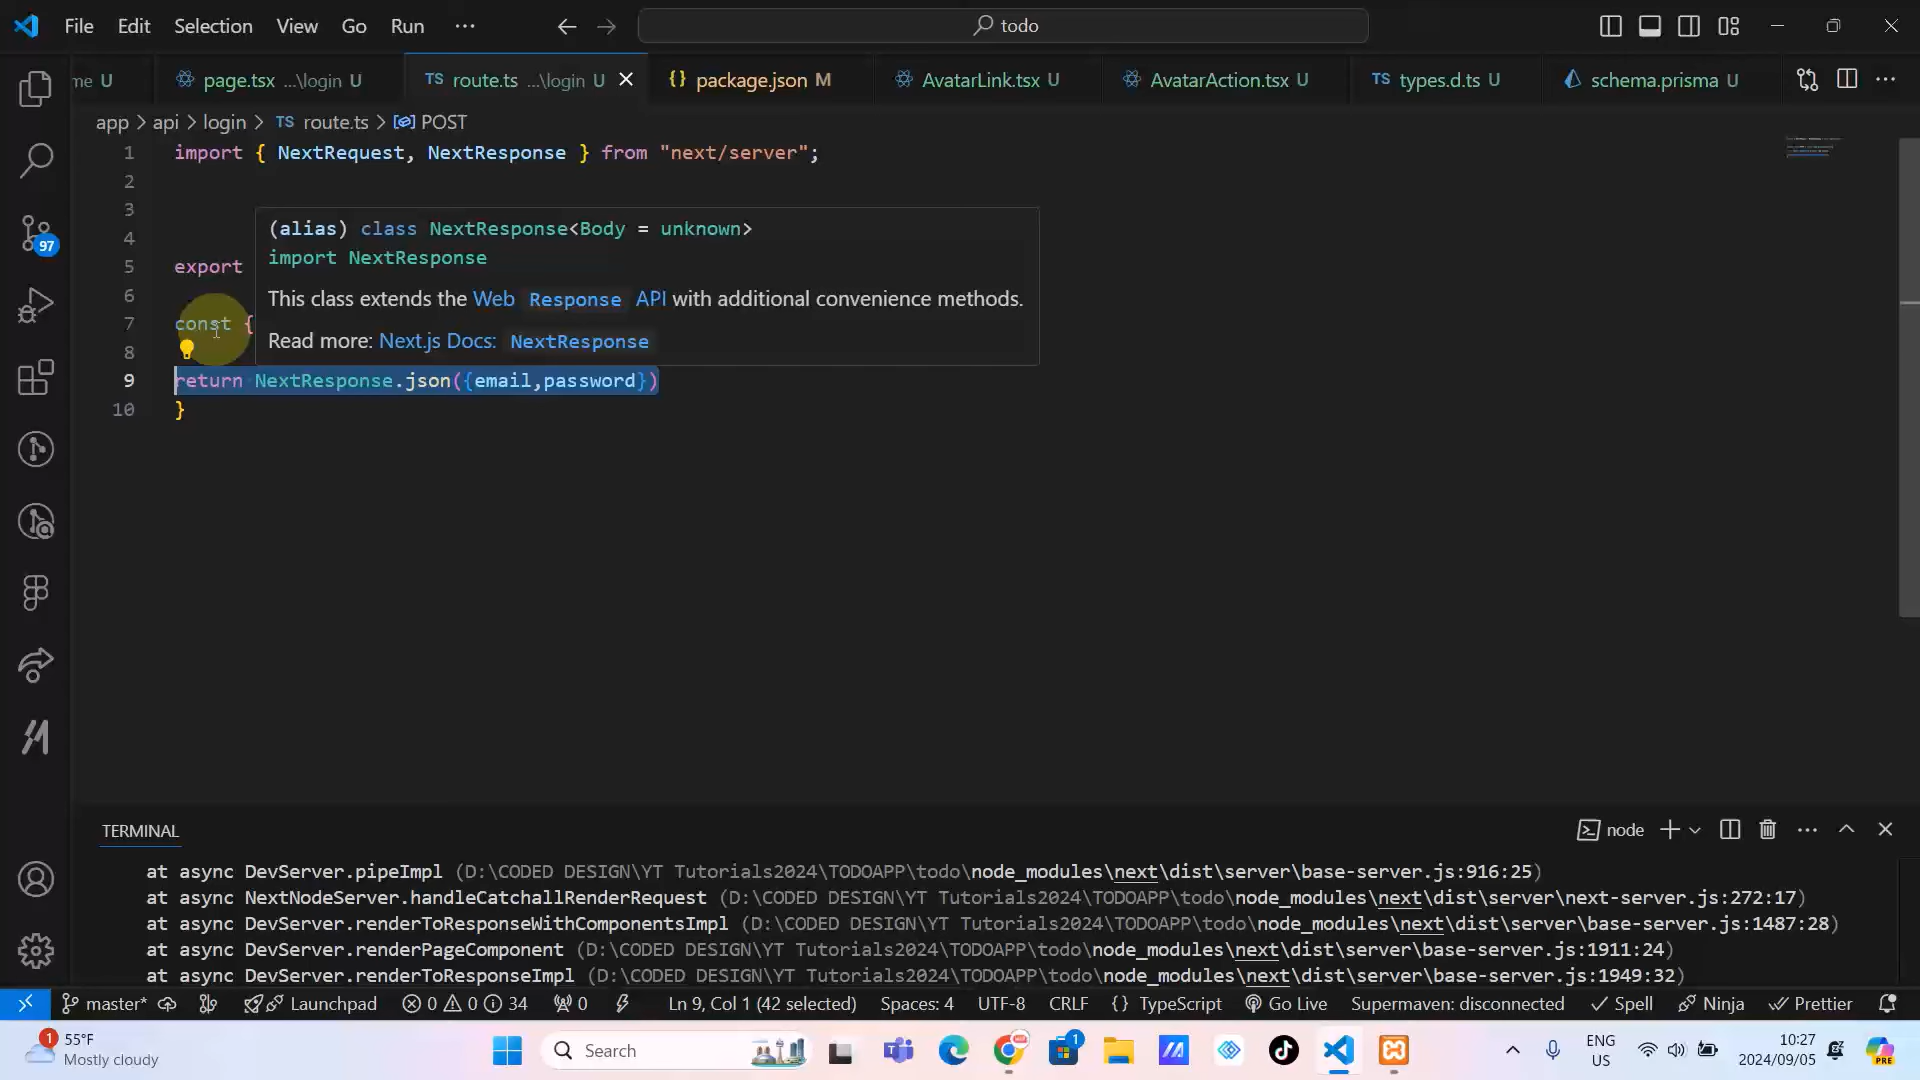 File Edit Selection View Go Run ··· todo
me U page.tsx ...\login U TS route.ts ...\login U {} package.json M AvatarLink.tsx U AvatarAction.tsx U TS types.d.ts U schema.prisma U ···
app > api > login > TS route.ts > POST
1 import { NextRequest, NextResponse } from "next/server";
2
3
4
5 export
6
7 const {
8
9 return NextResponse.json({email,password})
10 }
(alias) class NextResponse<Body = unknown>
import NextResponse
This class extends the Web Response API with additional convenience methods.
Read more: Next.js Docs: NextResponse
97
TERMINAL
node
at async DevServer.pipeImpl (D:\CODED DESIGN\YT Tutorials2024\TODOAPP\todo\node_modules\next\dist\server\base-server.js:916:25)
at async NextNodeServer.handleCatchallRenderRequest (D:\CODED DESIGN\YT Tutorials2024\TODOAPP\todo\node_modules\next\dist\server\next-server.js:272:17)
at async DevServer.renderToResponseWithComponentsImpl (D:\CODED DESIGN\YT Tutorials2024\TODOAPP\todo\node_modules\next\dist\server\base-server.js:1487:28)
at async DevServer.renderPageComponent (D:\CODED DESIGN\YT Tutorials2024\TODOAPP\todo\node_modules\next\dist\server\base-server.js:1911:24)
at async DevServer.renderToResponseImpl (D:\CODED DESIGN\YT Tutorials2024\TODOAPP\todo\node_modules\next\dist\server\base-server.js:1949:32)
master* Launchpad 0 0 34 0 Ln 9, Col 1 (42 selected) Spaces: 4 UTF-8 CRLF {} TypeScript Go Live Supermaven: disconnected Spell Ninja Prettier
1 55°F
Mostly cloudy
Search
1
ENG
US
10:27
2024/09/05
PRE